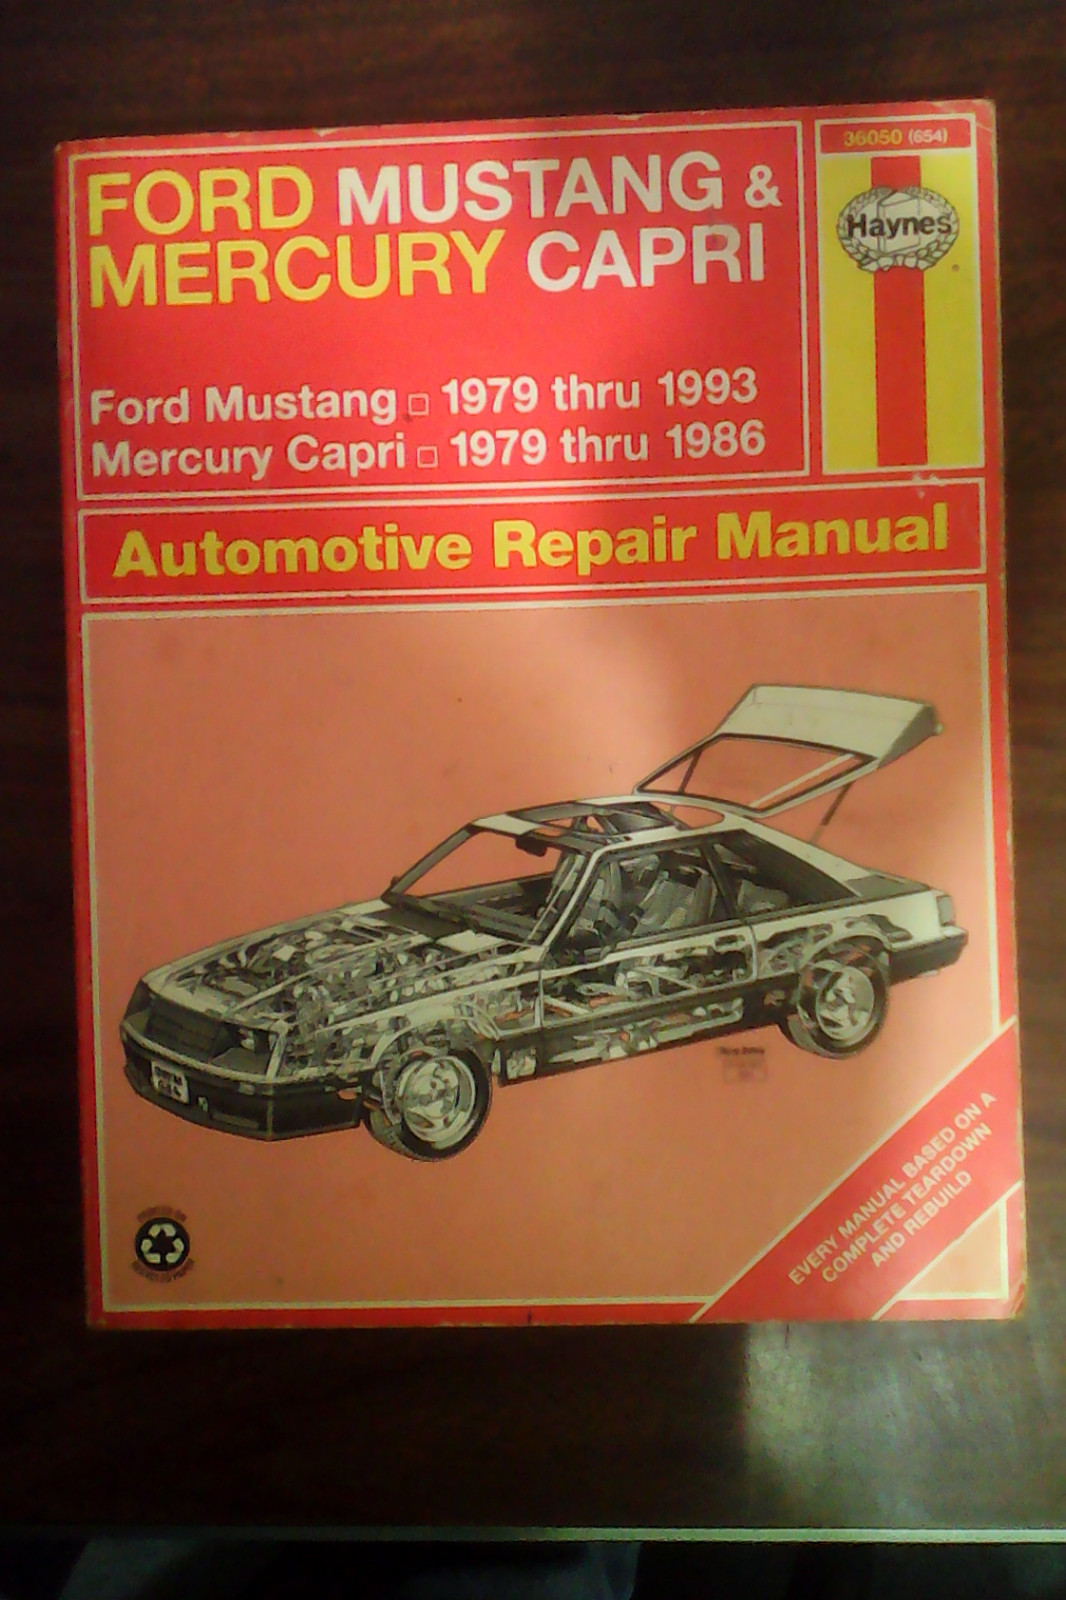 36050 (654)
FORD MUSTANG &
MERCURY CAPRI
Haynes
Ford Mustang □ 1979 thru 1993
Mercury Capri □ 1979 thru 1986
Automotive Repair Manual
EVERY MANUAL BASED ON A
COMPLETE TEARDOWN
AND REBUILD